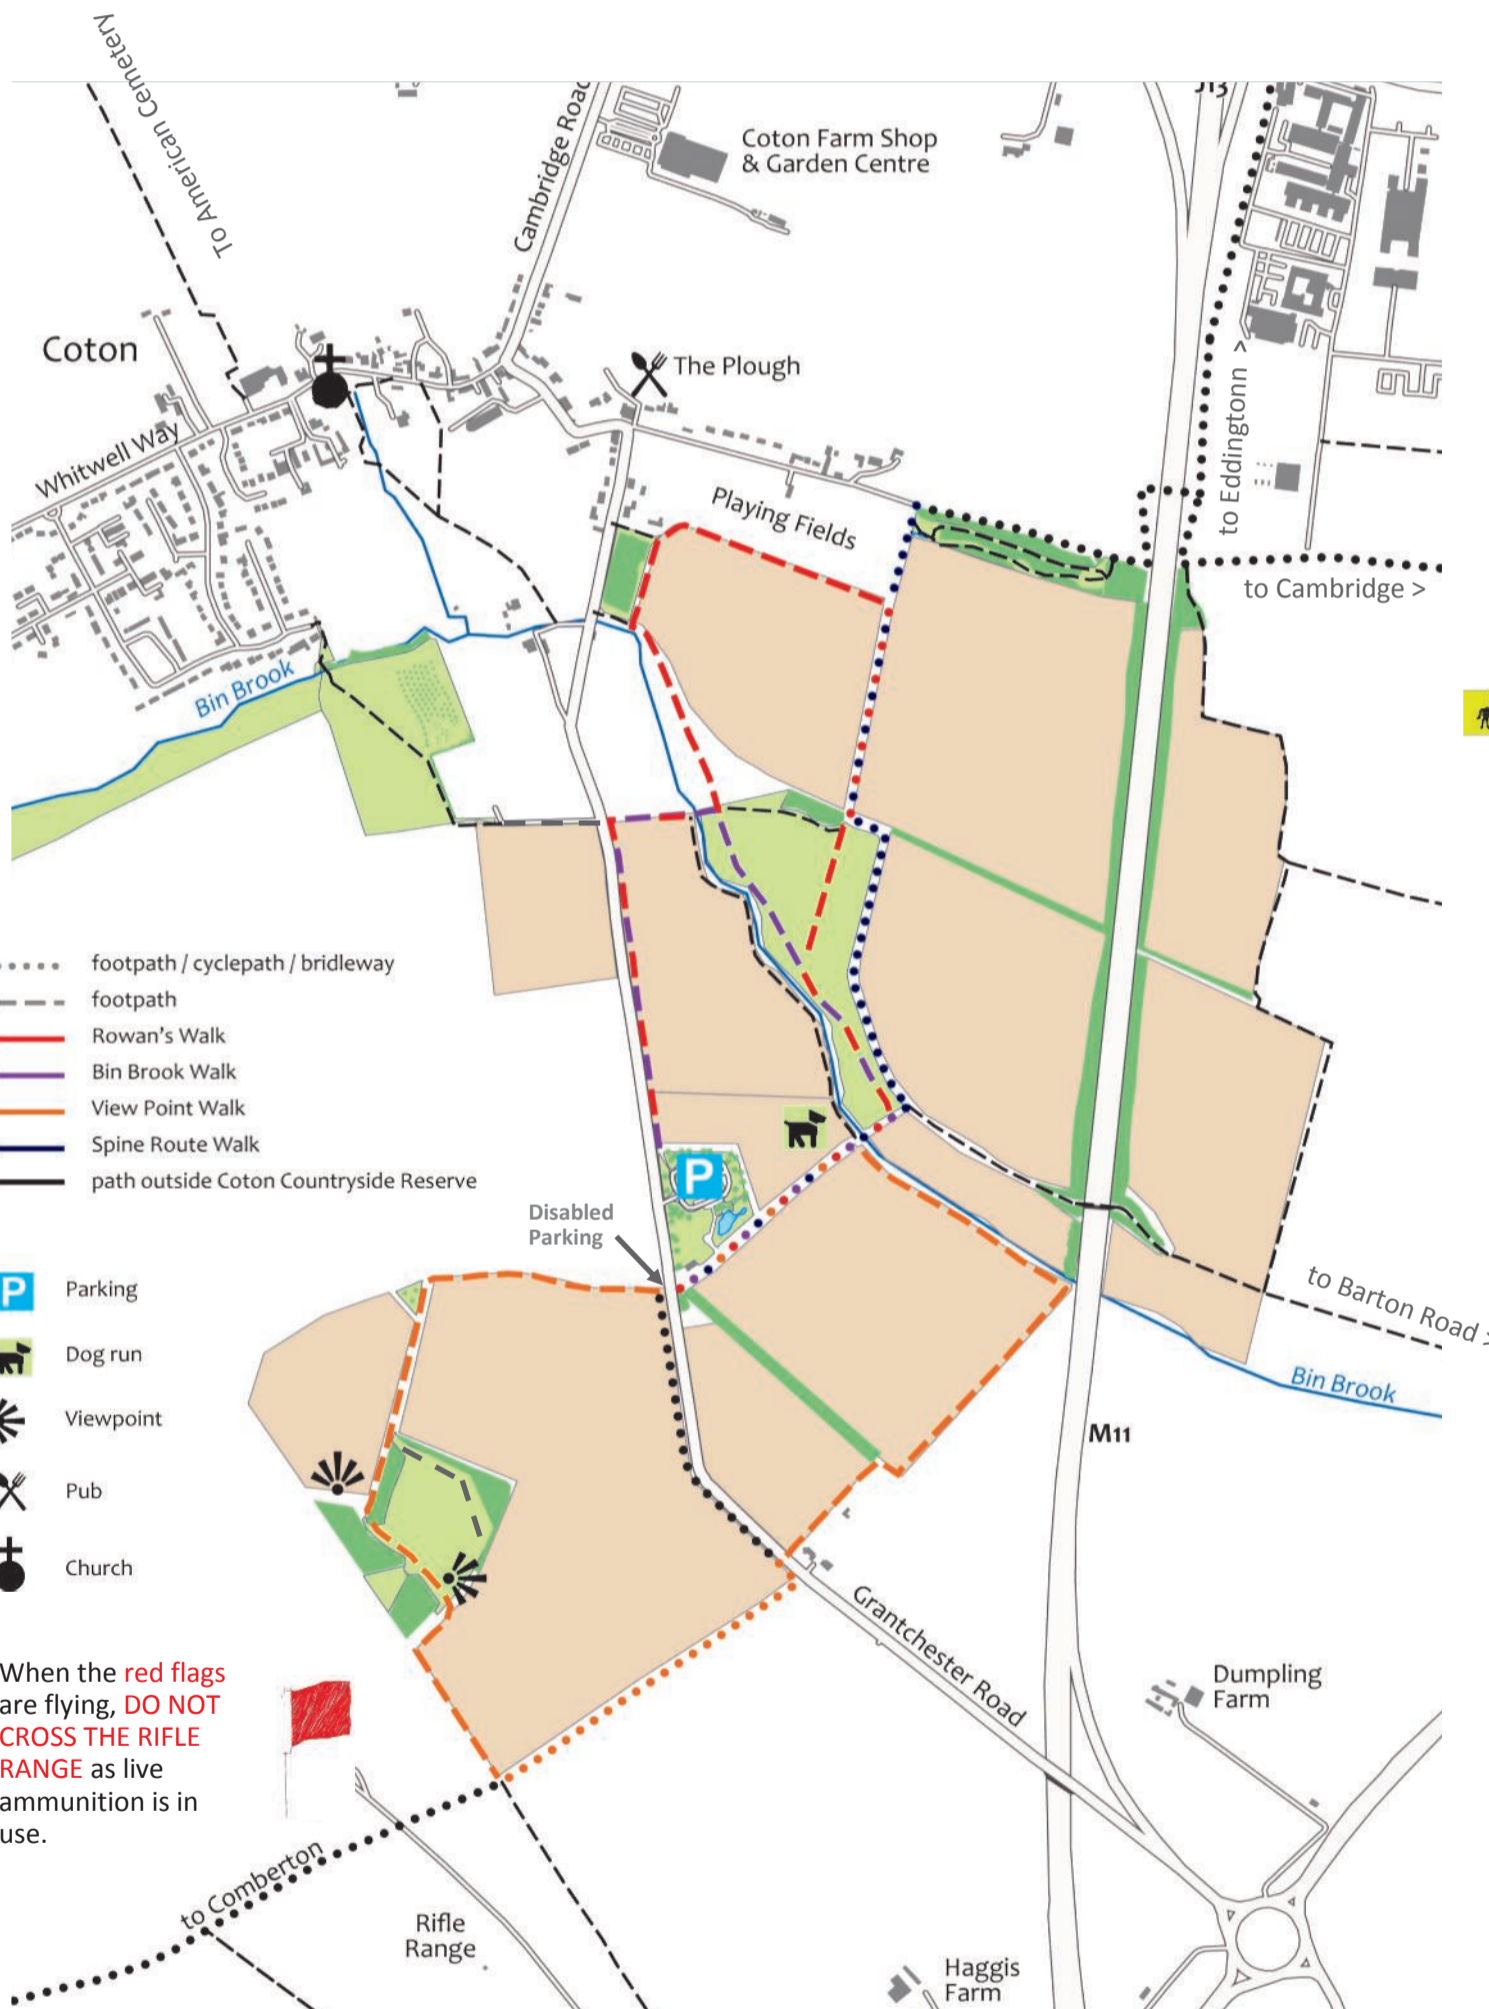 To American Cemetery
Cambridge Road
J13
Coton Farm Shop
& Garden Centre
Coton
The Plough
Whitwell Way
Playing Fields
to Eddingtonn >
to Cambridge >
Bin Brook
footpath / cyclepath / bridleway
footpath
Rowan's Walk
Bin Brook Walk
View Point Walk
Spine Route Walk
path outside Coton Countryside Reserve
P
Disabled
Parking
P
Parking
Dog run
Viewpoint
Pub
Church
to Barton Road >
Bin Brook
M11
Grantchester Road
Dumpling
Farm
When the red flags
are flying, DO NOT
CROSS THE RIFLE
RANGE as live
ammunition is in
use.
to Comberton
Rifle
Range
Haggis
Farm